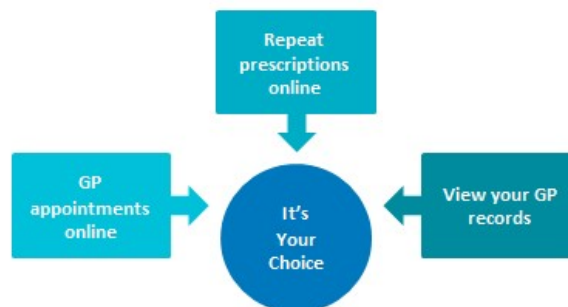 Repeat
prescriptions
online
GP
appointments
online
It's
Your
Choice
View your GP
records